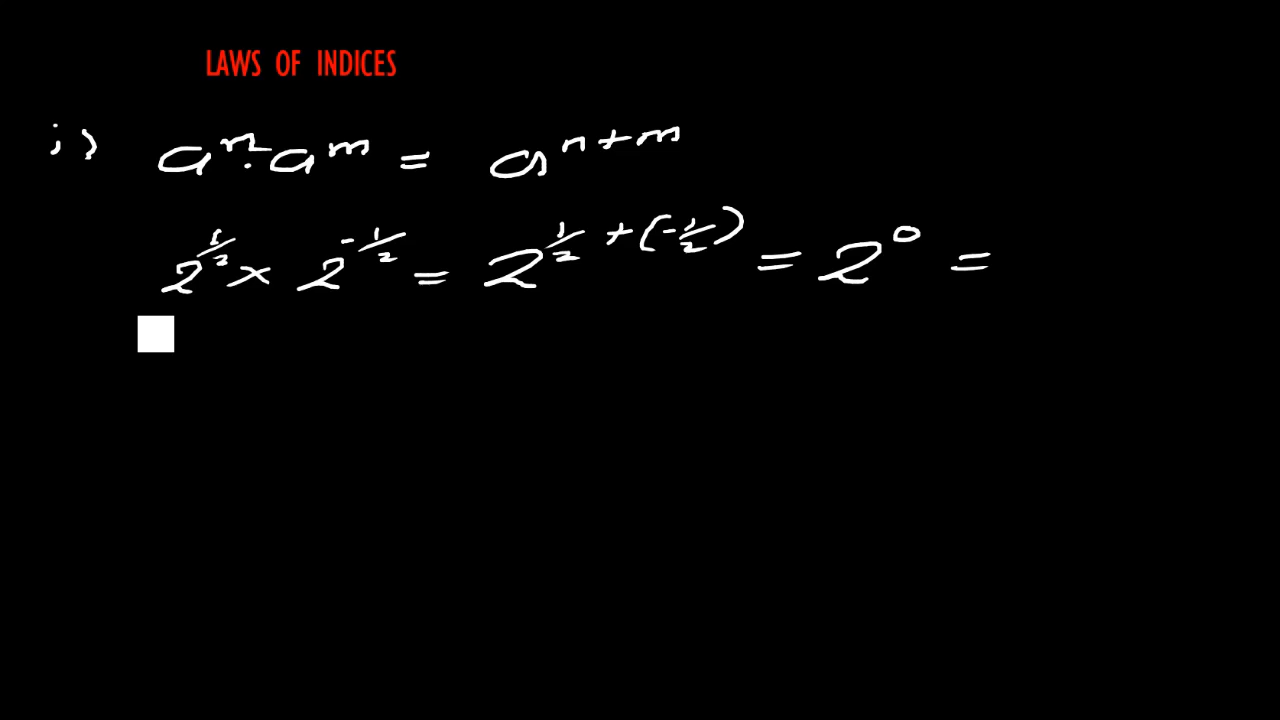 LAWS OF INDICES
i) aⁿ · aᵐ = aⁿ⁺ᵐ
2^{1/2} × 2^{-1/2} = 2^{1/2 + (-1/2)} = 2⁰ =